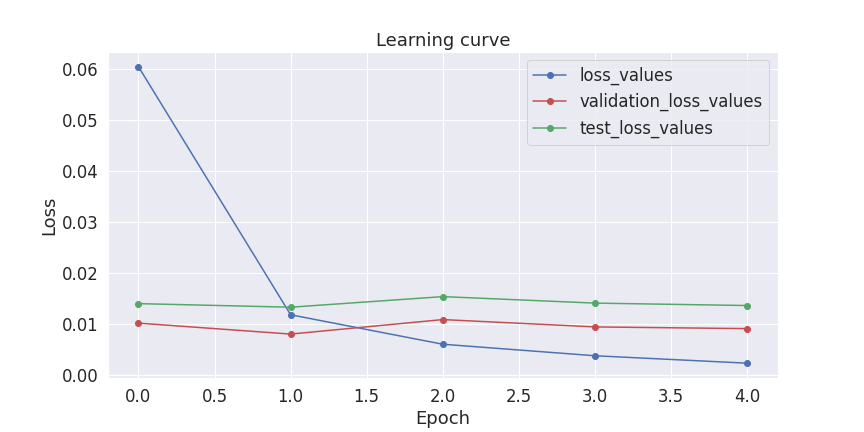 Learning curve
loss_values
validation_loss_values
test_loss_values
Loss
0.06
0.05
0.04
0.03
0.02
0.01
0.00
0.0 0.5 1.0 1.5 2.0 2.5 3.0 3.5 4.0
Epoch